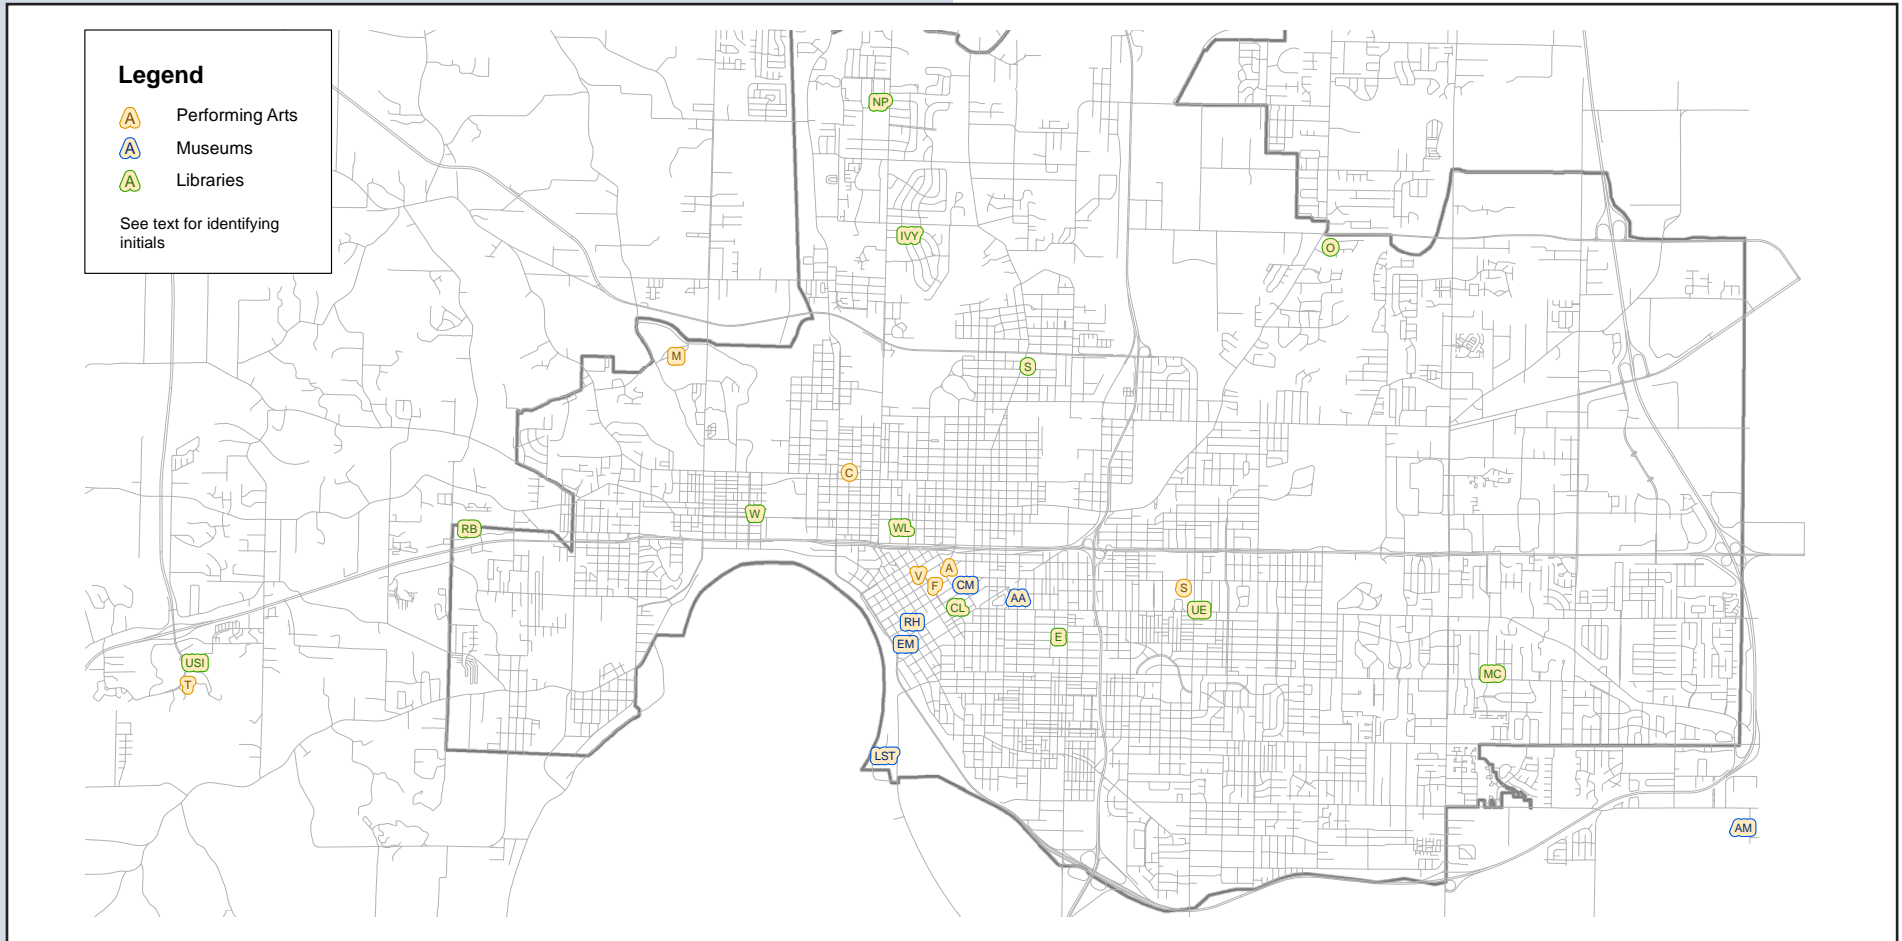 Legend
A Performing Arts
A Museums
A Libraries
See text for identifying
initials
NP
IVY
O
M
S
C
W
RB
WL
A
V
F
CM
AA
S
CL
UE
RH
E
EM
USI
MC
T
LST
AM